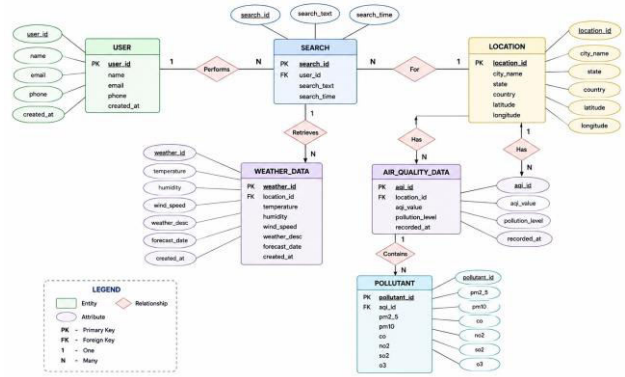 search_id
search_text
search_time
user_id
name
email
phone
created_at
USER
PK user_id
name
email
phone
created_at
1
Performs
N
SEARCH
PK search_id
FK user_id
search_text
search_time
N
For
1
LOCATION
PK location_id
city_name
state
country
latitude
longitude
location_id
city_name
state
country
latitude
longitude
1
Retrieves
N
Has
1
Has
N
weather_id
temperature
humidity
wind_speed
weather_desc
forecast_date
created_at
WEATHER_DATA
PK weather_id
FK location_id
temperature
humidity
wind_speed
weather_desc
forecast_date
created_at
AIR_QUALITY_DATA
PK aqi_id
FK location_id
aqi_value
pollution_level
recorded_at
aqi_id
aqi_value
pollution_level
recorded_at
1
Contains
N
POLLUTANT
PK pollutant_id
FK aqi_id
pm2_5
pm10
co
no2
so2
o3
pollutant_id
pm2_5
pm10
co
no2
so2
o3
LEGEND
Entity
Relationship
Attribute
PK - Primary Key
FK - Foreign Key
1 - One
N - Many